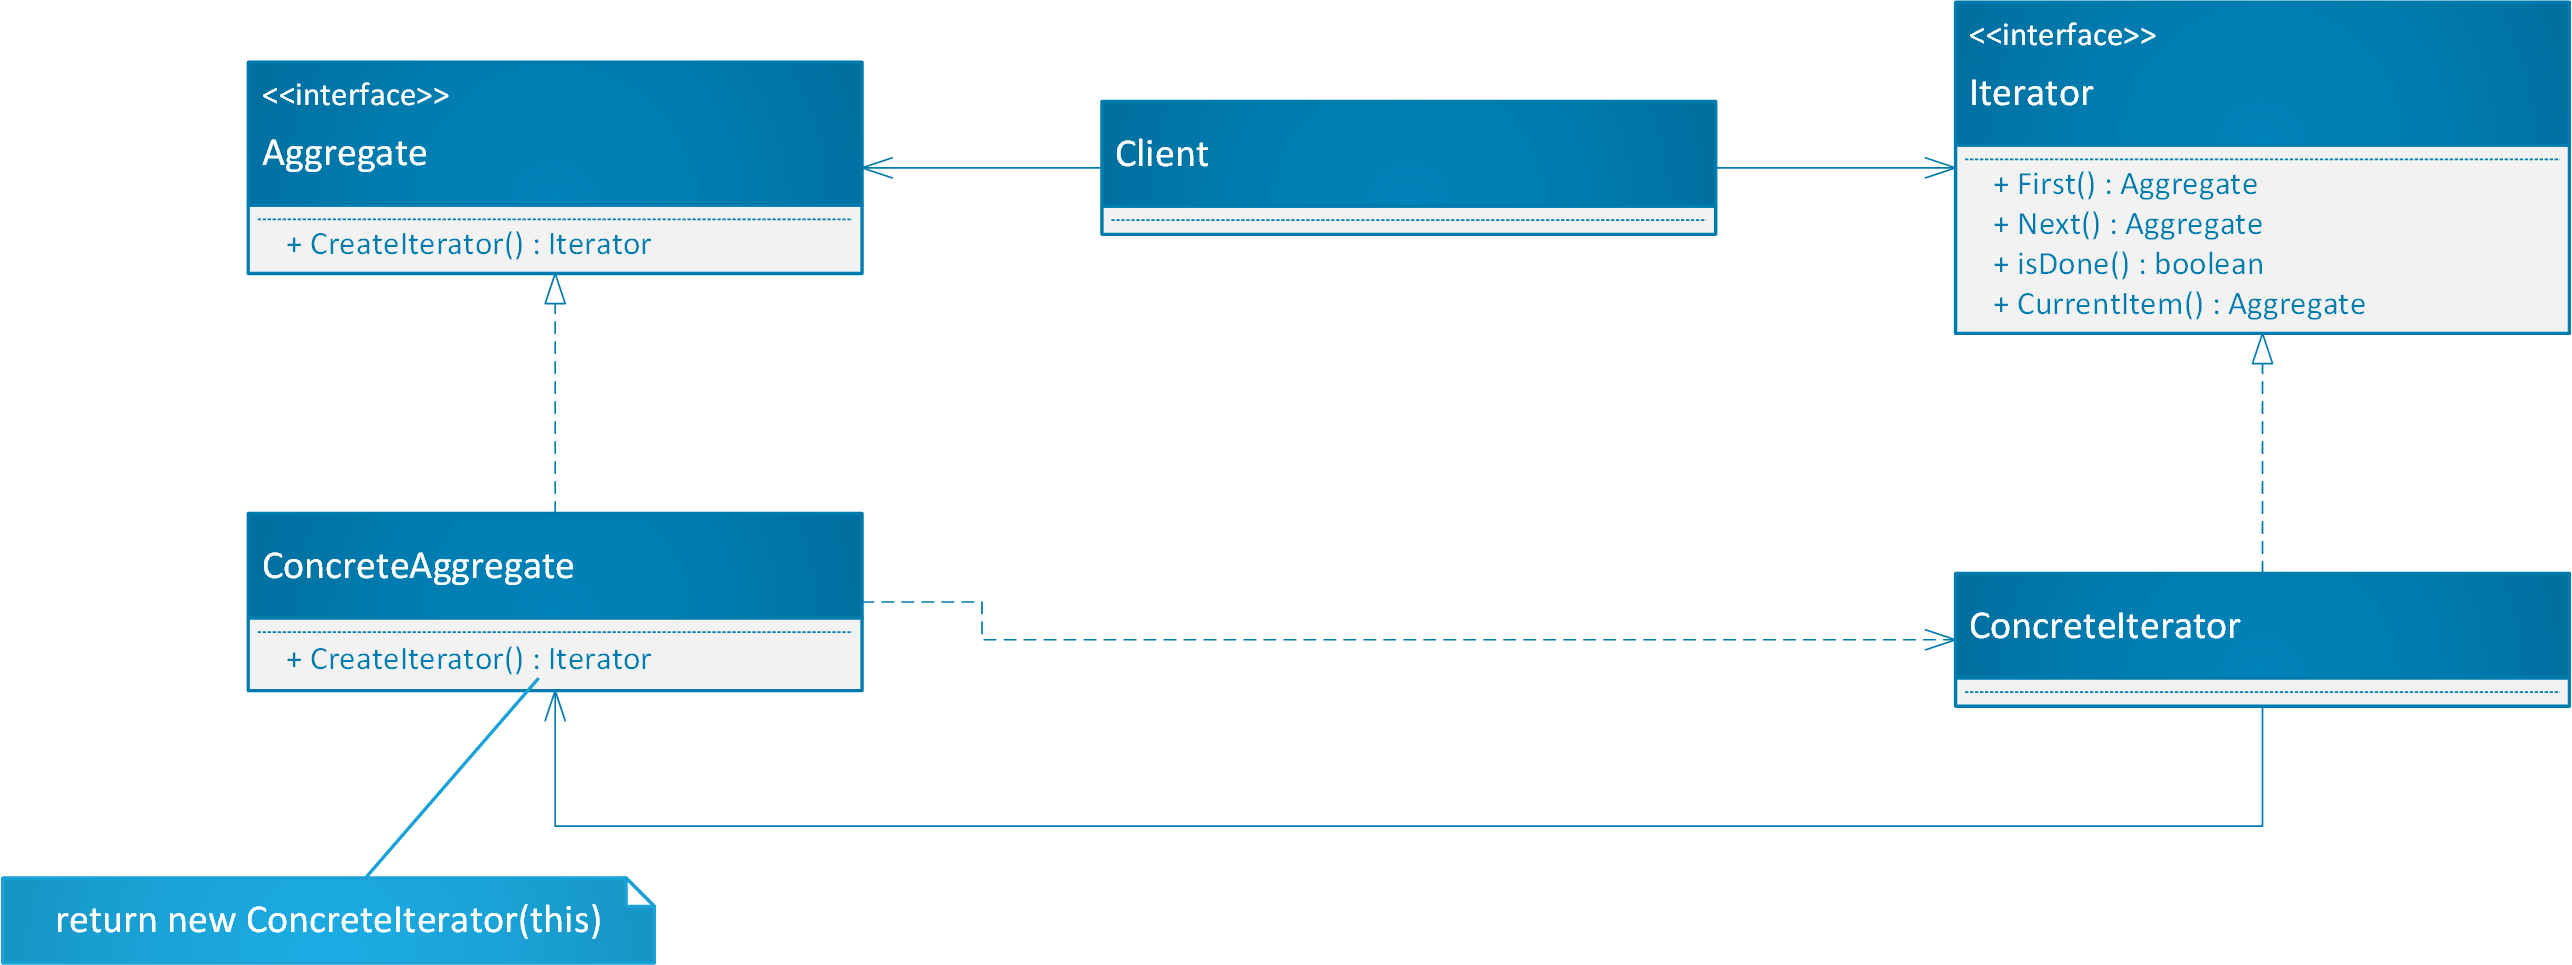 <<interface>>
Aggregate
+ CreateIterator() : Iterator
Client
<<interface>>
Iterator
+ First() : Aggregate
+ Next() : Aggregate
+ isDone() : boolean
+ CurrentItem() : Aggregate
ConcreteAggregate
+ CreateIterator() : Iterator
ConcreteIterator
return new ConcreteIterator(this)